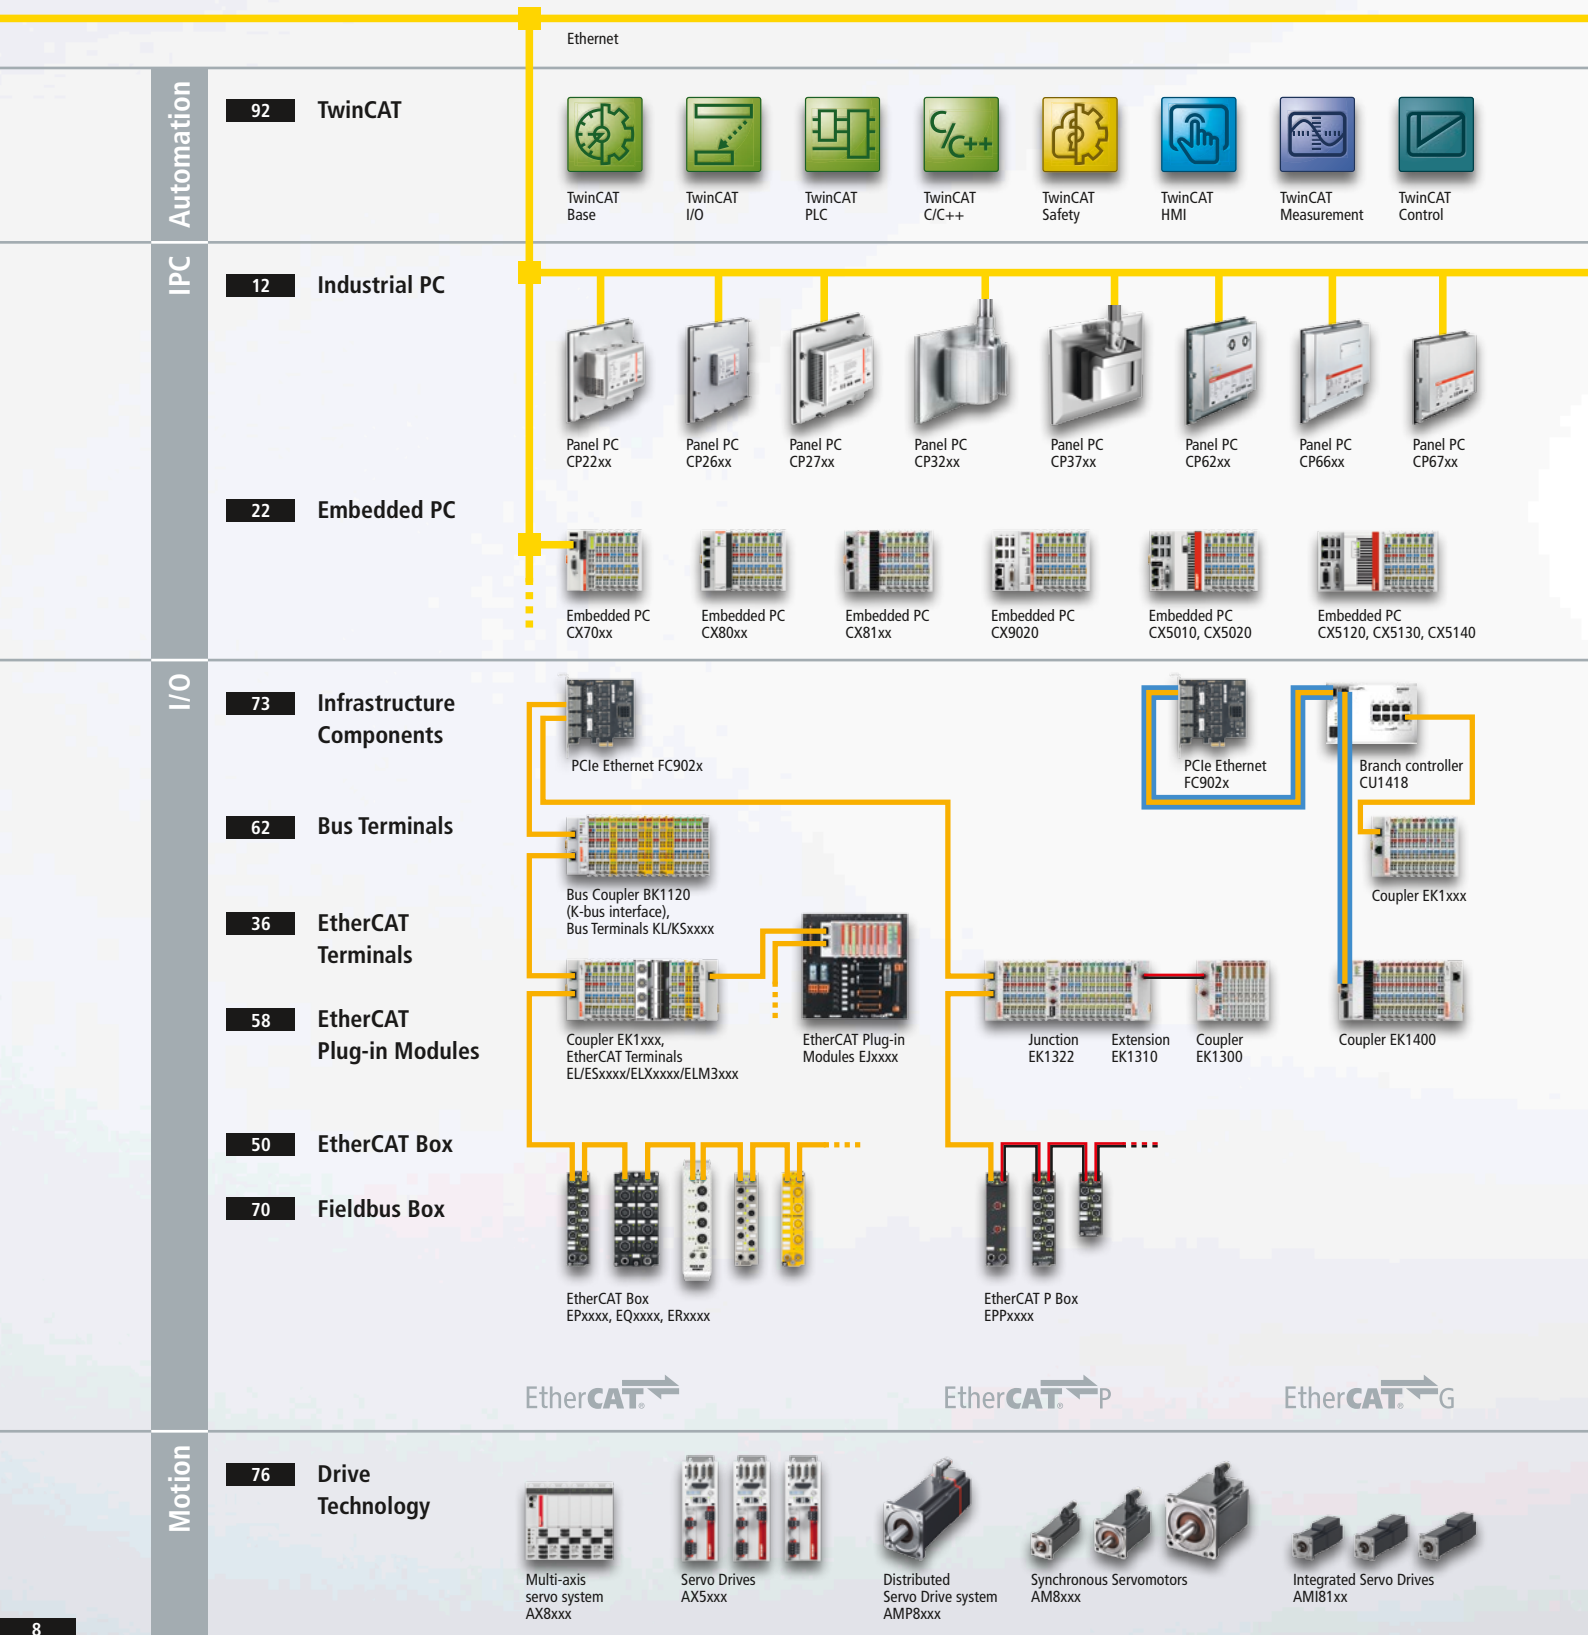 Ethernet
Automation
92 TwinCAT
TwinCAT Base
TwinCAT I/O
TwinCAT PLC
C/C++
TwinCAT C/C++
TwinCAT Safety
TwinCAT HMI
TwinCAT Measurement
TwinCAT Control
IPC
12 Industrial PC
Panel PC CP22xx
Panel PC CP26xx
Panel PC CP27xx
Panel PC CP32xx
Panel PC CP37xx
Panel PC CP62xx
Panel PC CP66xx
Panel PC CP67xx
22 Embedded PC
Embedded PC CX70xx
Embedded PC CX80xx
Embedded PC CX81xx
Embedded PC CX9020
Embedded PC CX5010, CX5020
Embedded PC CX5120, CX5130, CX5140
I/O
73 Infrastructure
Components
PCIe Ethernet FC902x
PCIe Ethernet
FC902x
Branch controller
CU1418
62 Bus Terminals
Bus Coupler BK1120
(K-bus interface),
Bus Terminals KL/KSxxxx
Coupler EK1xxx
36 EtherCAT
Terminals
58 EtherCAT
Plug-in Modules
Coupler EK1xxx,
EtherCAT Terminals
EL/ESxxxx/ELXxxxx/ELM3xxx
EtherCAT Plug-in
Modules EJxxxx
Junction
EK1322
Extension
EK1310
Coupler
EK1300
Coupler EK1400
50 EtherCAT Box
70 Fieldbus Box
EtherCAT Box
EPxxxx, EQxxxx, ERxxxx
EtherCAT P Box
EPPxxxx
EtherCAT®
EtherCAT® P
EtherCAT® G
Motion
76 Drive
Technology
Multi-axis
servo system
AX8xxx
Servo Drives
AX5xxx
Distributed
Servo Drive system
AMP8xxx
Synchronous Servomotors
AM8xxx
Integrated Servo Drives
AMI81xx
8